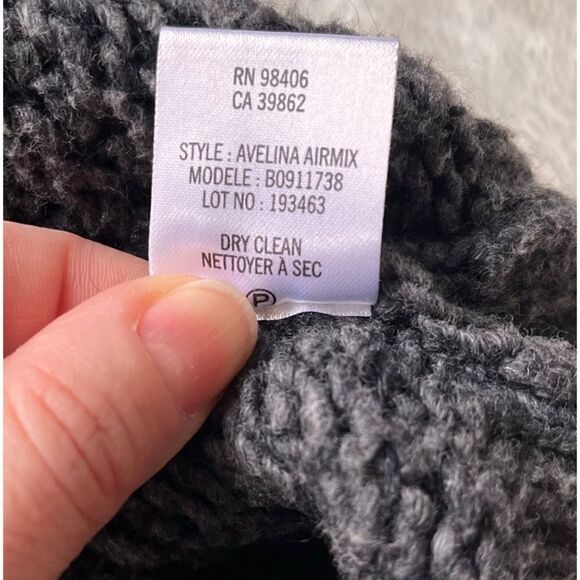 RN 98406
CA 39862
STYLE : AVELINA AIRMIX
MODELE : B0911738
LOT NO : 193463
DRY CLEAN
NETTOYER À SEC
P